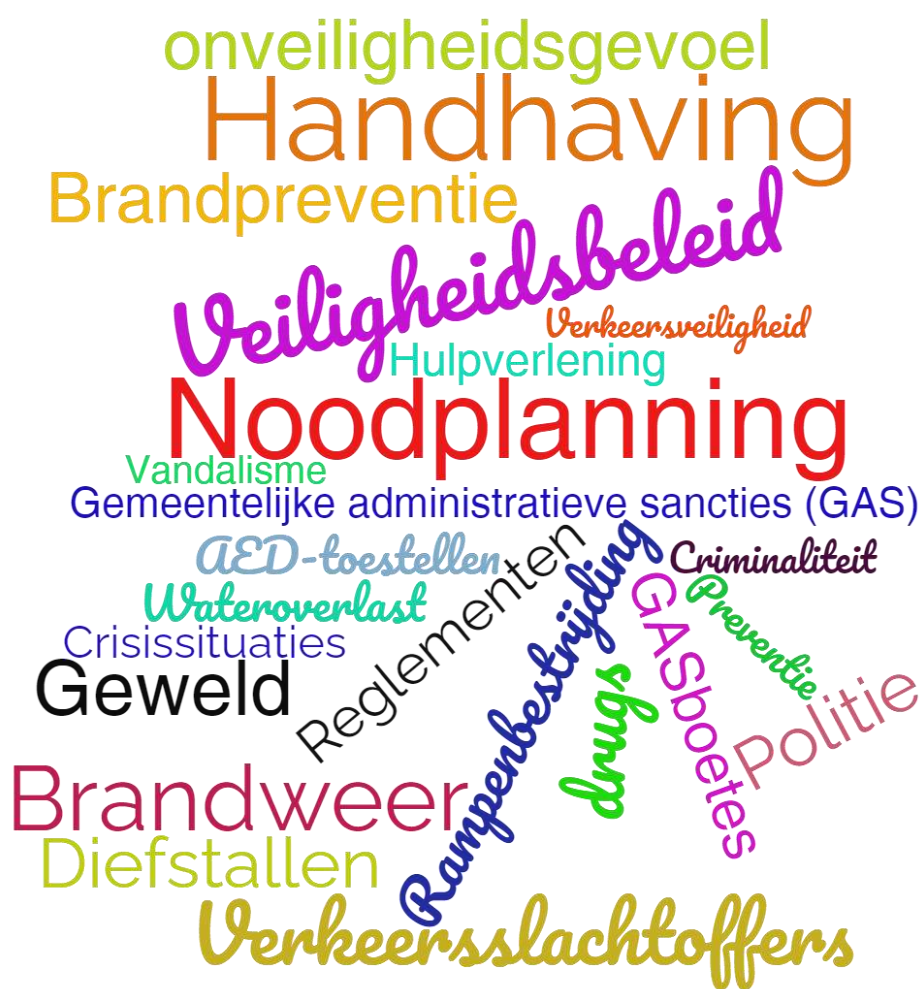 onveiligheidsgevoel
Handhaving
Brandpreventie
Veiligheidsbeleid
Verkeersveiligheid
Hulpverlening
Noodplanning
Vandalisme
Gemeentelijke administratieve sancties (GAS)
AED-toestellen
Criminaliteit
Wateroverlast
Reglementen
Rampenbestrijding
GASboetes
Preventie
Crisissituaties
Geweld
drugs
Politie
Brandweer
Diefstallen
Verkeersslachtoffers